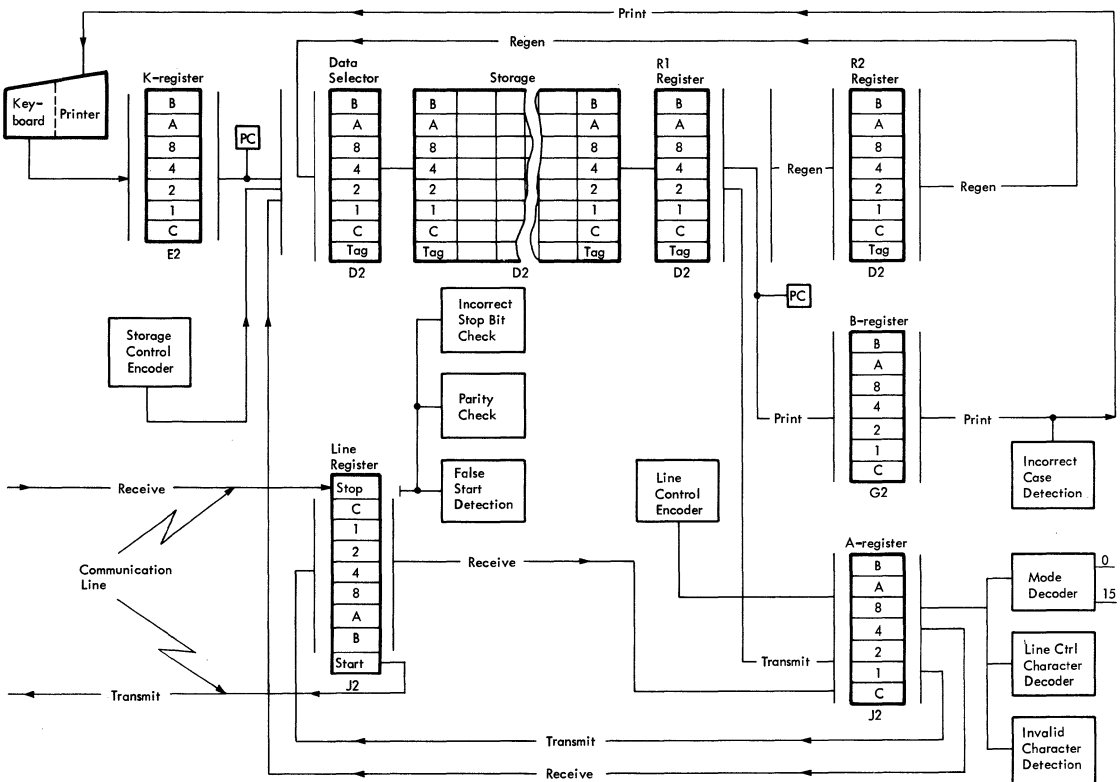 Print
Regen
K-register
Data
Selector
Storage
R1
Register
R2
Register
Key-
board
Printer
B
A
8
4
2
1
C
E2
PC
B
A
8
4
2
1
C
Tag
D2
B
A
8
4
2
1
C
Tag
D2
B
A
8
4
2
1
C
Tag
B
A
8
4
2
1
C
Tag
D2
Regen
B
A
8
4
2
1
C
Tag
D2
Regen
PC
Storage
Control
Encoder
Incorrect
Stop Bit
Check
Parity
Check
False
Start
Detection
B-register
B
A
8
4
2
1
C
G2
Print
Print
Incorrect
Case
Detection
Line
Register
Stop
C
1
2
4
8
A
B
Start
J2
Receive
Communication
Line
Transmit
Receive
Line
Control
Encoder
A-register
B
A
8
4
2
1
C
J2
Transmit
Mode
Decoder
0
15
Line Ctrl
Character
Decoder
Invalid
Character
Detection
Transmit
Receive